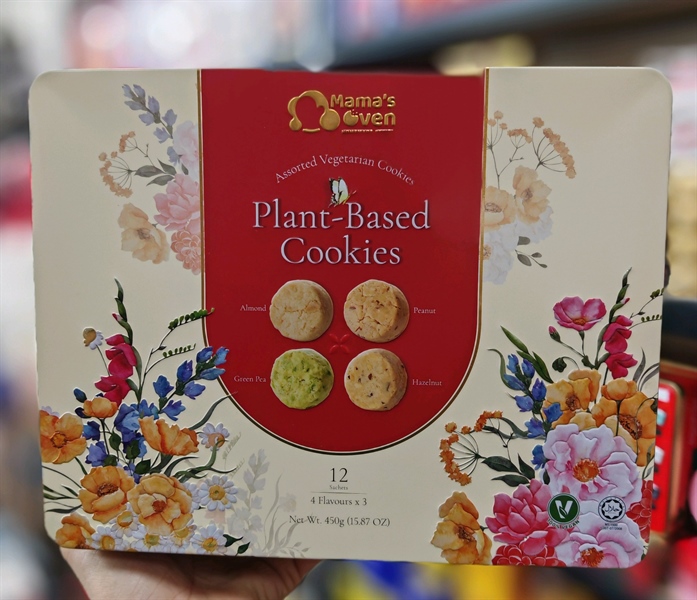 Mama's
Oven
Assorted Vegetarian Cookies
Plant-Based
Cookies
Almond
Peanut
Green Pea
Hazelnut
12
Sachets
4 Flavours x 3
Net Wt. 450g (15.87 OZ)